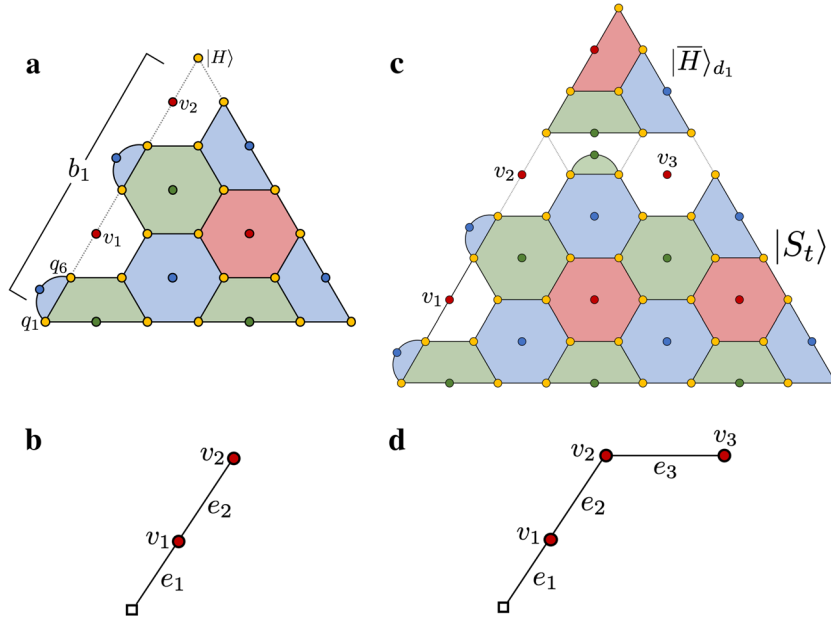 a
|H⟩
v₂
b₁
v₁
q₆
q₁
c
|H̅⟩d₁
v₂
v₃
|Sₜ⟩
v₁
b
v₂
e₂
v₁
e₁
d
v₂
v₃
e₃
e₂
v₁
e₁